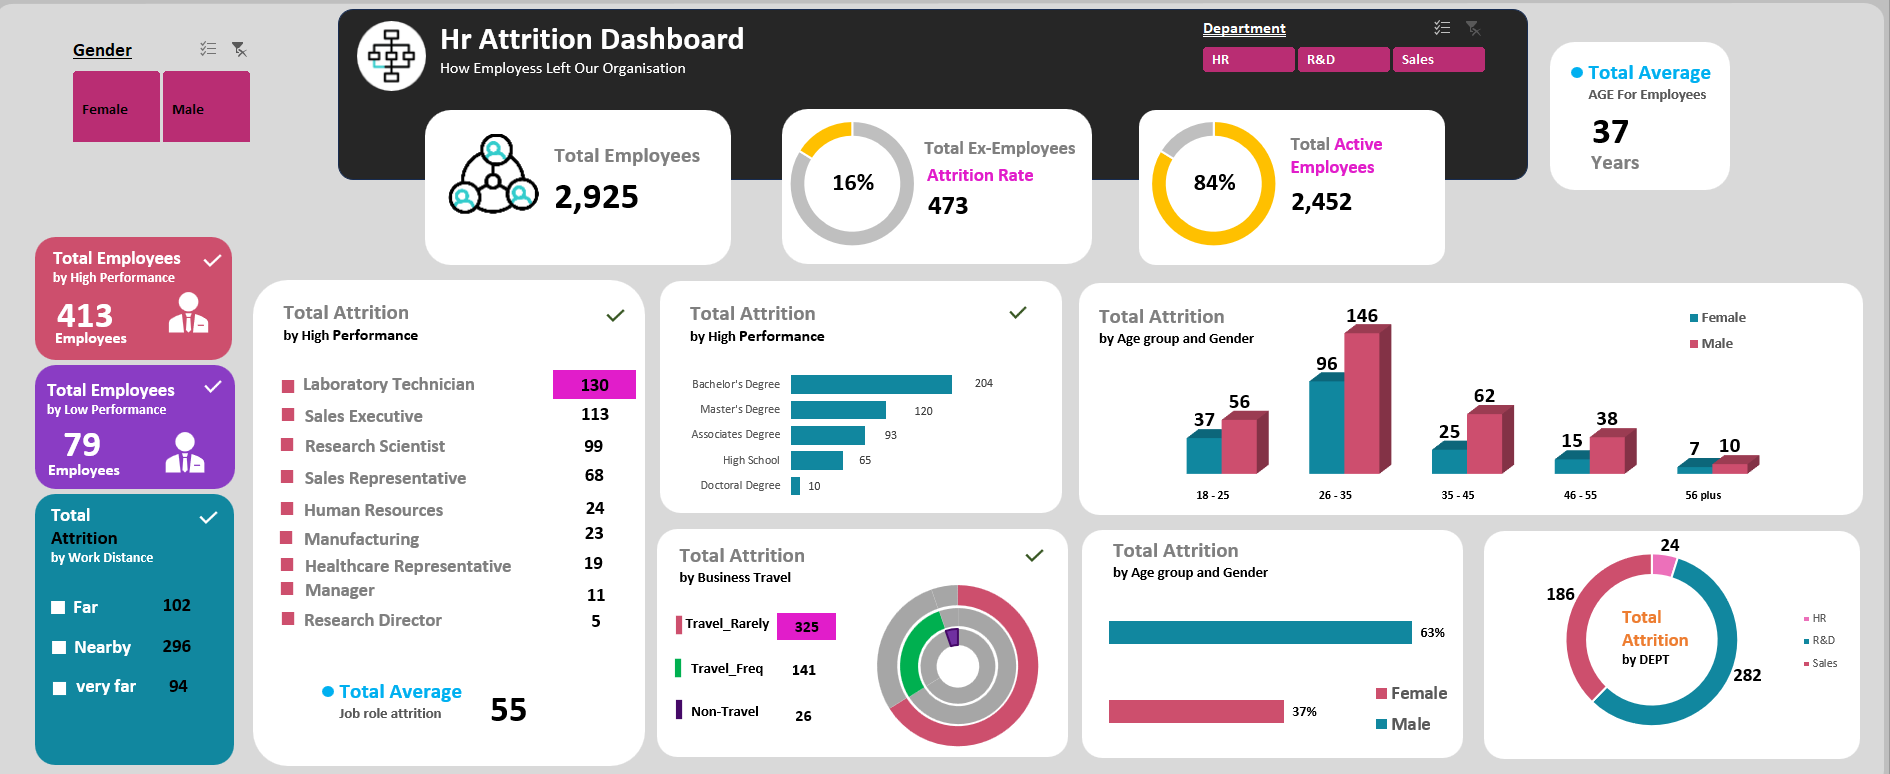 Gender
Female
Male
Hr Attrition Dashboard
How Employess Left Our Organisation
Department
HR
R&D
Sales
Total Average
AGE For Employees
37
Years
Total Employees
2,925
16%
Total Ex-Employees
Attrition Rate
473
84%
Total Active
Employees
2,452
Total Employees
by High Performance
413
Employees
Total Employees
by Low Performance
79
Employees
Total
Attrition
by Work Distance
Far 102
Nearby 296
very far 94
Total Attrition
by High Performance
Laboratory Technician 130
Sales Executive 113
Research Scientist 99
Sales Representative 68
Human Resources 24
Manufacturing 23
Healthcare Representative 19
Manager 11
Research Director 5
Total Average
Job role attrition
55
Total Attrition
by High Performance
Bachelor's Degree 204
Master's Degree 120
Associates Degree 93
High School 65
Doctoral Degree 10
Total Attrition
by Age group and Gender
Female
Male
37 56 96 146 25 62 15 38 7 10
18 - 25 26 - 35 35 - 45 46 - 55 56 plus
Total Attrition
by Business Travel
Travel_Rarely 325
Travel_Freq 141
Non-Travel 26
Total Attrition
by Age group and Gender
63%
37%
Female
Male
24
186
282
Total
Attrition
by DEPT
HR
R&D
Sales